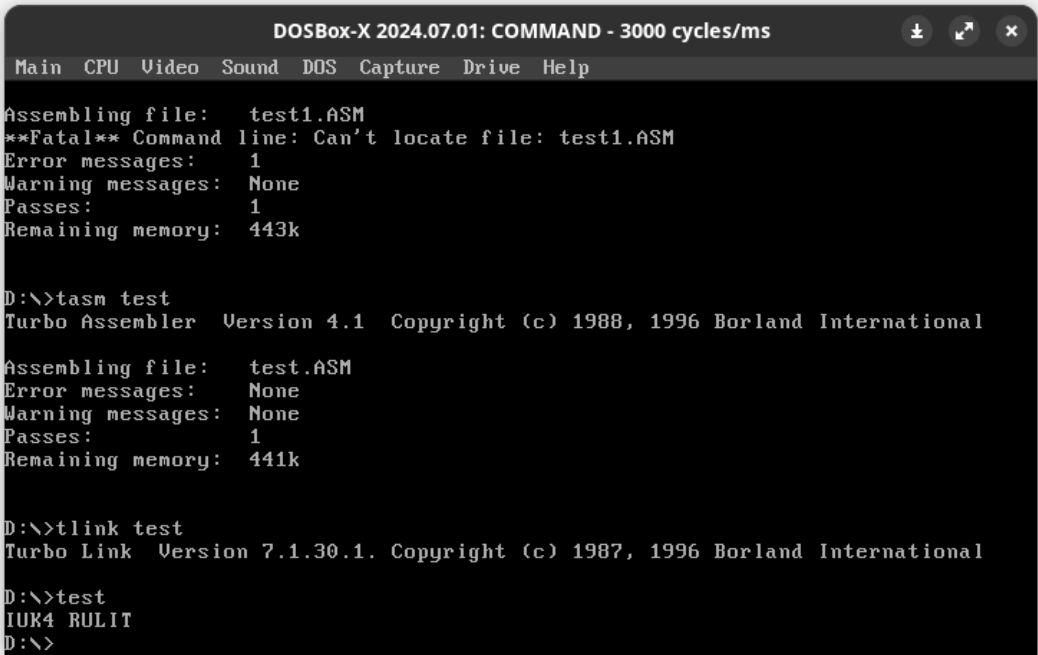 DOSBox-X 2024.07.01: COMMAND - 3000 cycles/ms
Main CPU Video Sound DOS Capture Drive Help
Assembling file:   test1.ASM
**Fatal** Command line: Can't locate file: test1.ASM
Error messages:    1
Warning messages:  None
Passes:            1
Remaining memory:  443k
D:\>tasm test
Turbo Assembler  Version 4.1  Copyright (c) 1988, 1996 Borland International
Assembling file:   test.ASM
Error messages:    None
Warning messages:  None
Passes:            1
Remaining memory:  441k
D:\>tlink test
Turbo Link  Version 7.1.30.1. Copyright (c) 1987, 1996 Borland International
D:\>test
IUK4 RULIT
D:\>